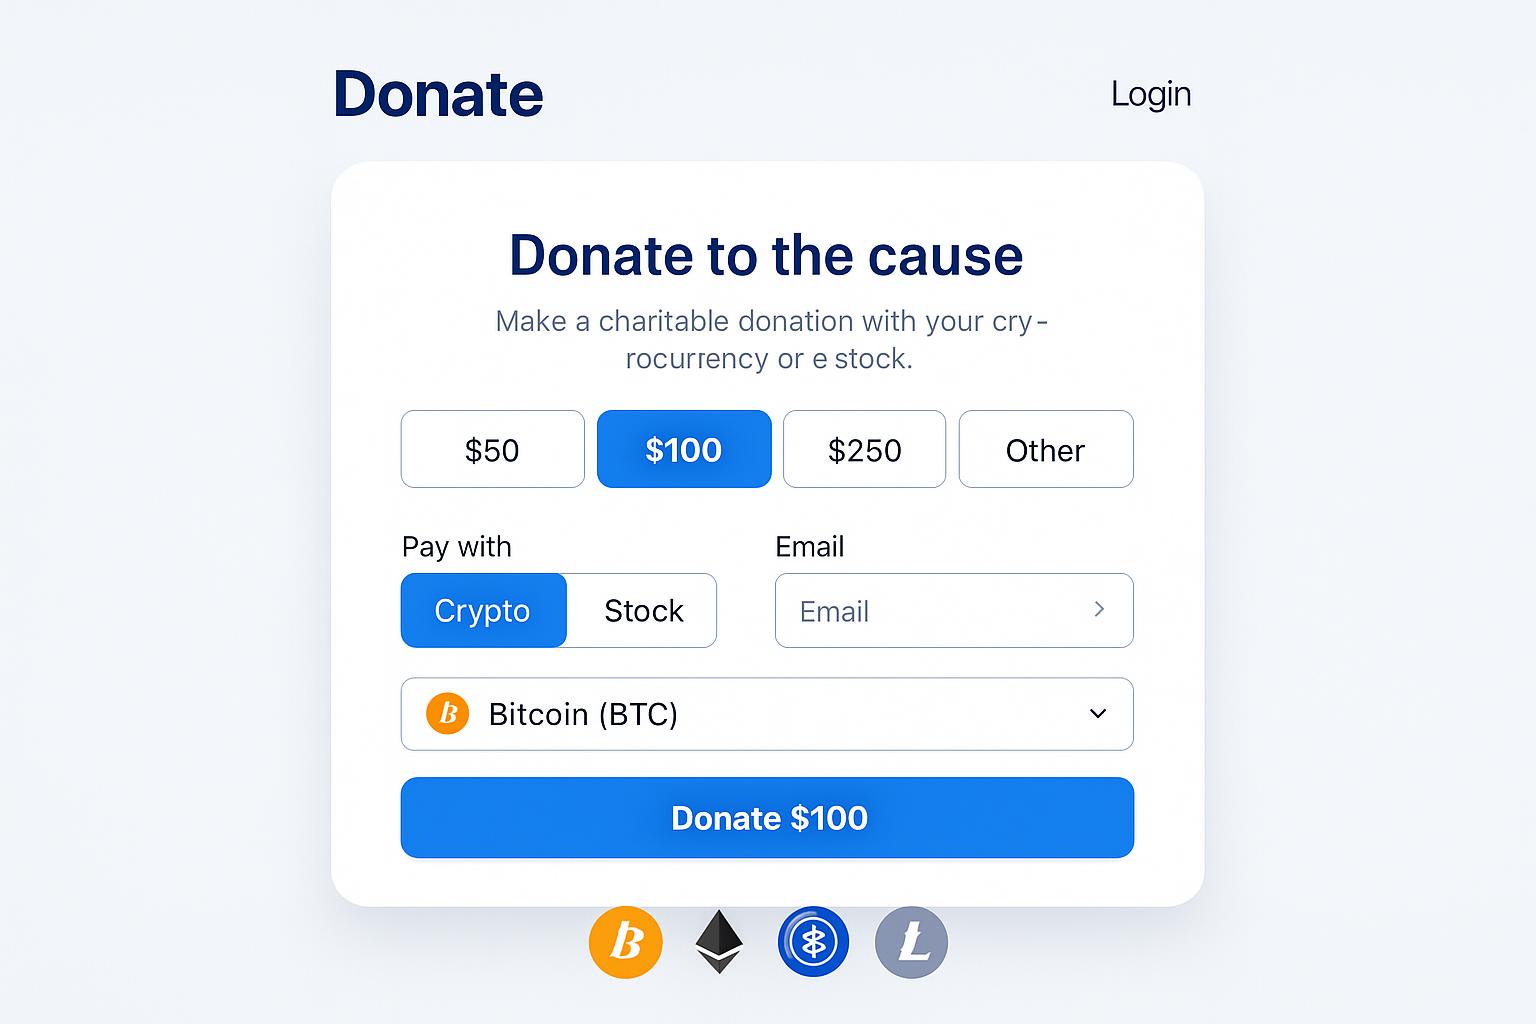 Donate
Login
Donate to the cause
Make a charitable donation with your cry-
rocurrency or e stock.
$50
$100
$250
Other
Pay with
Email
Crypto
Stock
Email
Bitcoin (BTC)
Donate $100